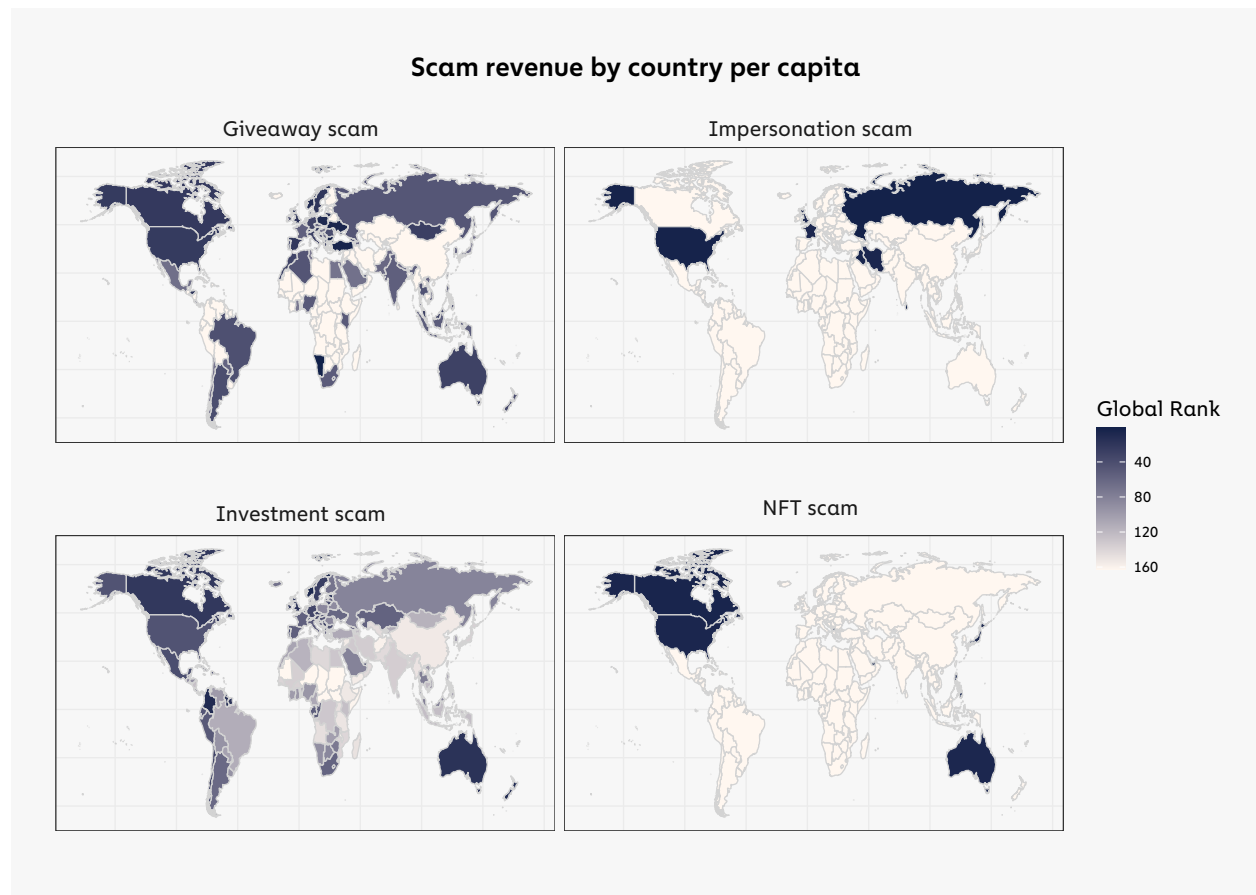 Scam revenue by country per capita
Giveaway scam
Impersonation scam
Global Rank
40
80
120
160
Investment scam
NFT scam